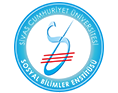 SİVAS CUMHURİYET ÜNİVERSİTESİ
SOSYAL BİLİMLER ENSTİTÜSÜ